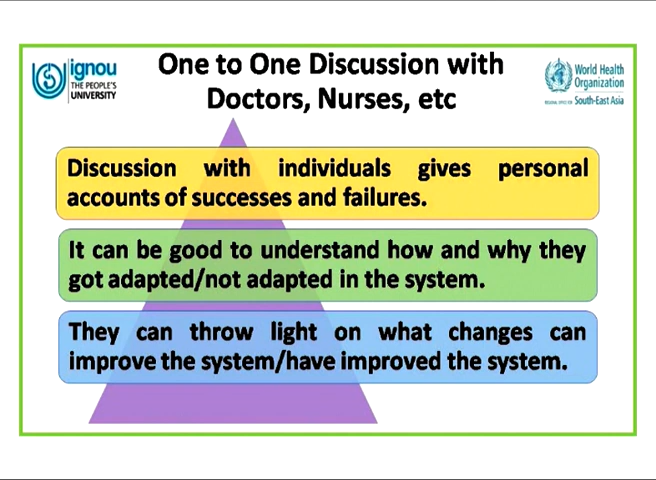 ignou
THE PEOPLE'S
UNIVERSITY
One to One Discussion with
Doctors, Nurses, etc
World Health
Organization
REGIONAL OFFICE FOR South-East Asia
Discussion with individuals gives personal
accounts of successes and failures.
It can be good to understand how and why they
got adapted/not adapted in the system.
They can throw light on what changes can
improve the system/have improved the system.